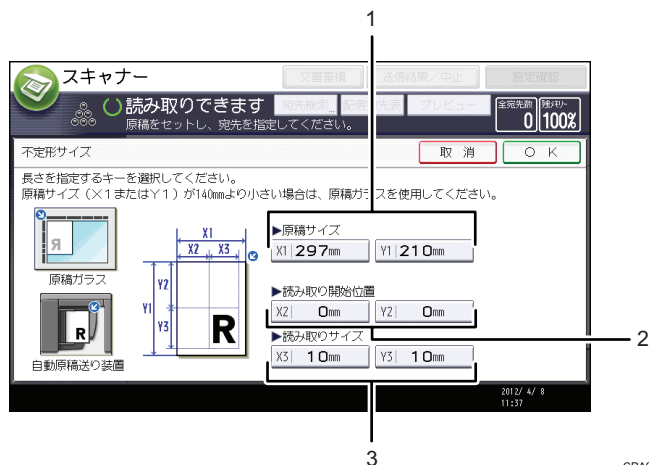 1
スキャナー
文書蓄積 送信結果／中止 設定確認
読み取りできます 宛先検索 プレビュー 全宛先数 残メモリー
原稿をセットし、宛先を指定してください。 0 100%
不定形サイズ 取 消 O K
長さを指定するキーを選択してください。
原稿サイズ（X１またはY１）が140mmより小さい場合は、原稿ガラスを使用してください。
▶原稿サイズ
X1 297mm Y1 210mm
R
原稿ガラス
X1
X2 X3
Y2
Y1
Y3
R
▶読み取り開始位置
X2 0mm Y2 0mm
2
▶読み取りサイズ
X3 10mm Y3 10mm
R
自動原稿送り装置
2012/ 4/ 8
11:37
3